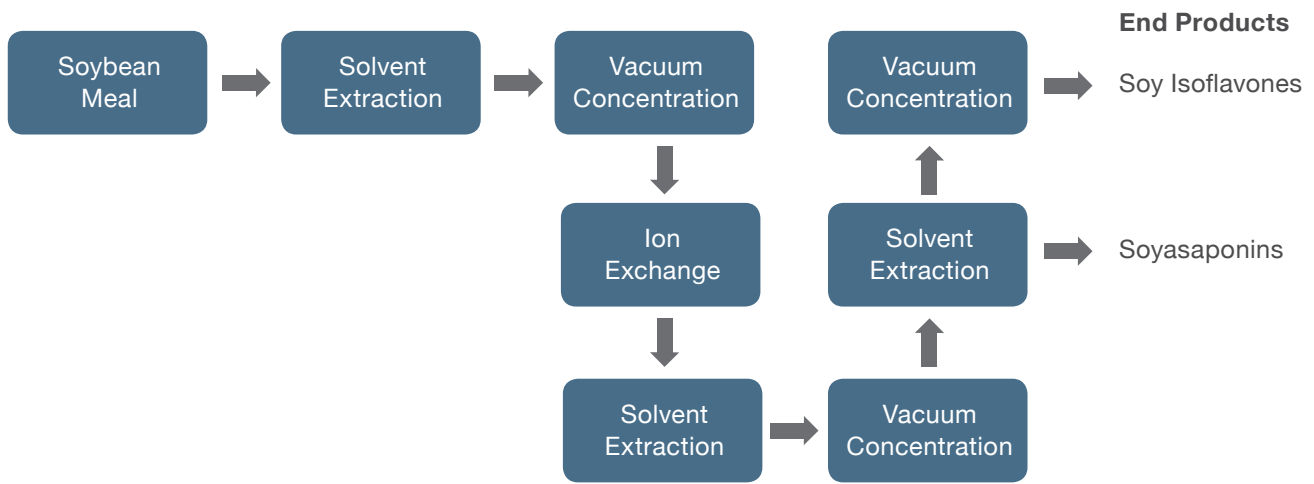 Soybean
Meal
Solvent
Extraction
Vacuum
Concentration
Ion
Exchange
Solvent
Extraction
Vacuum
Concentration
Solvent
Extraction
Vacuum
Concentration
End Products
Soy Isoflavones
Soyasaponins